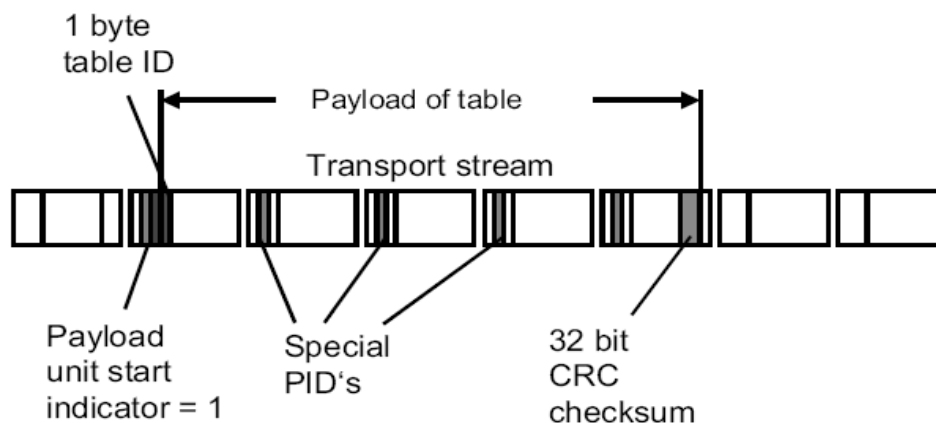 1 byte
table ID
Payload of table
Transport stream
Payload
unit start
indicator = 1
Special
PID‘s
32 bit
CRC
checksum